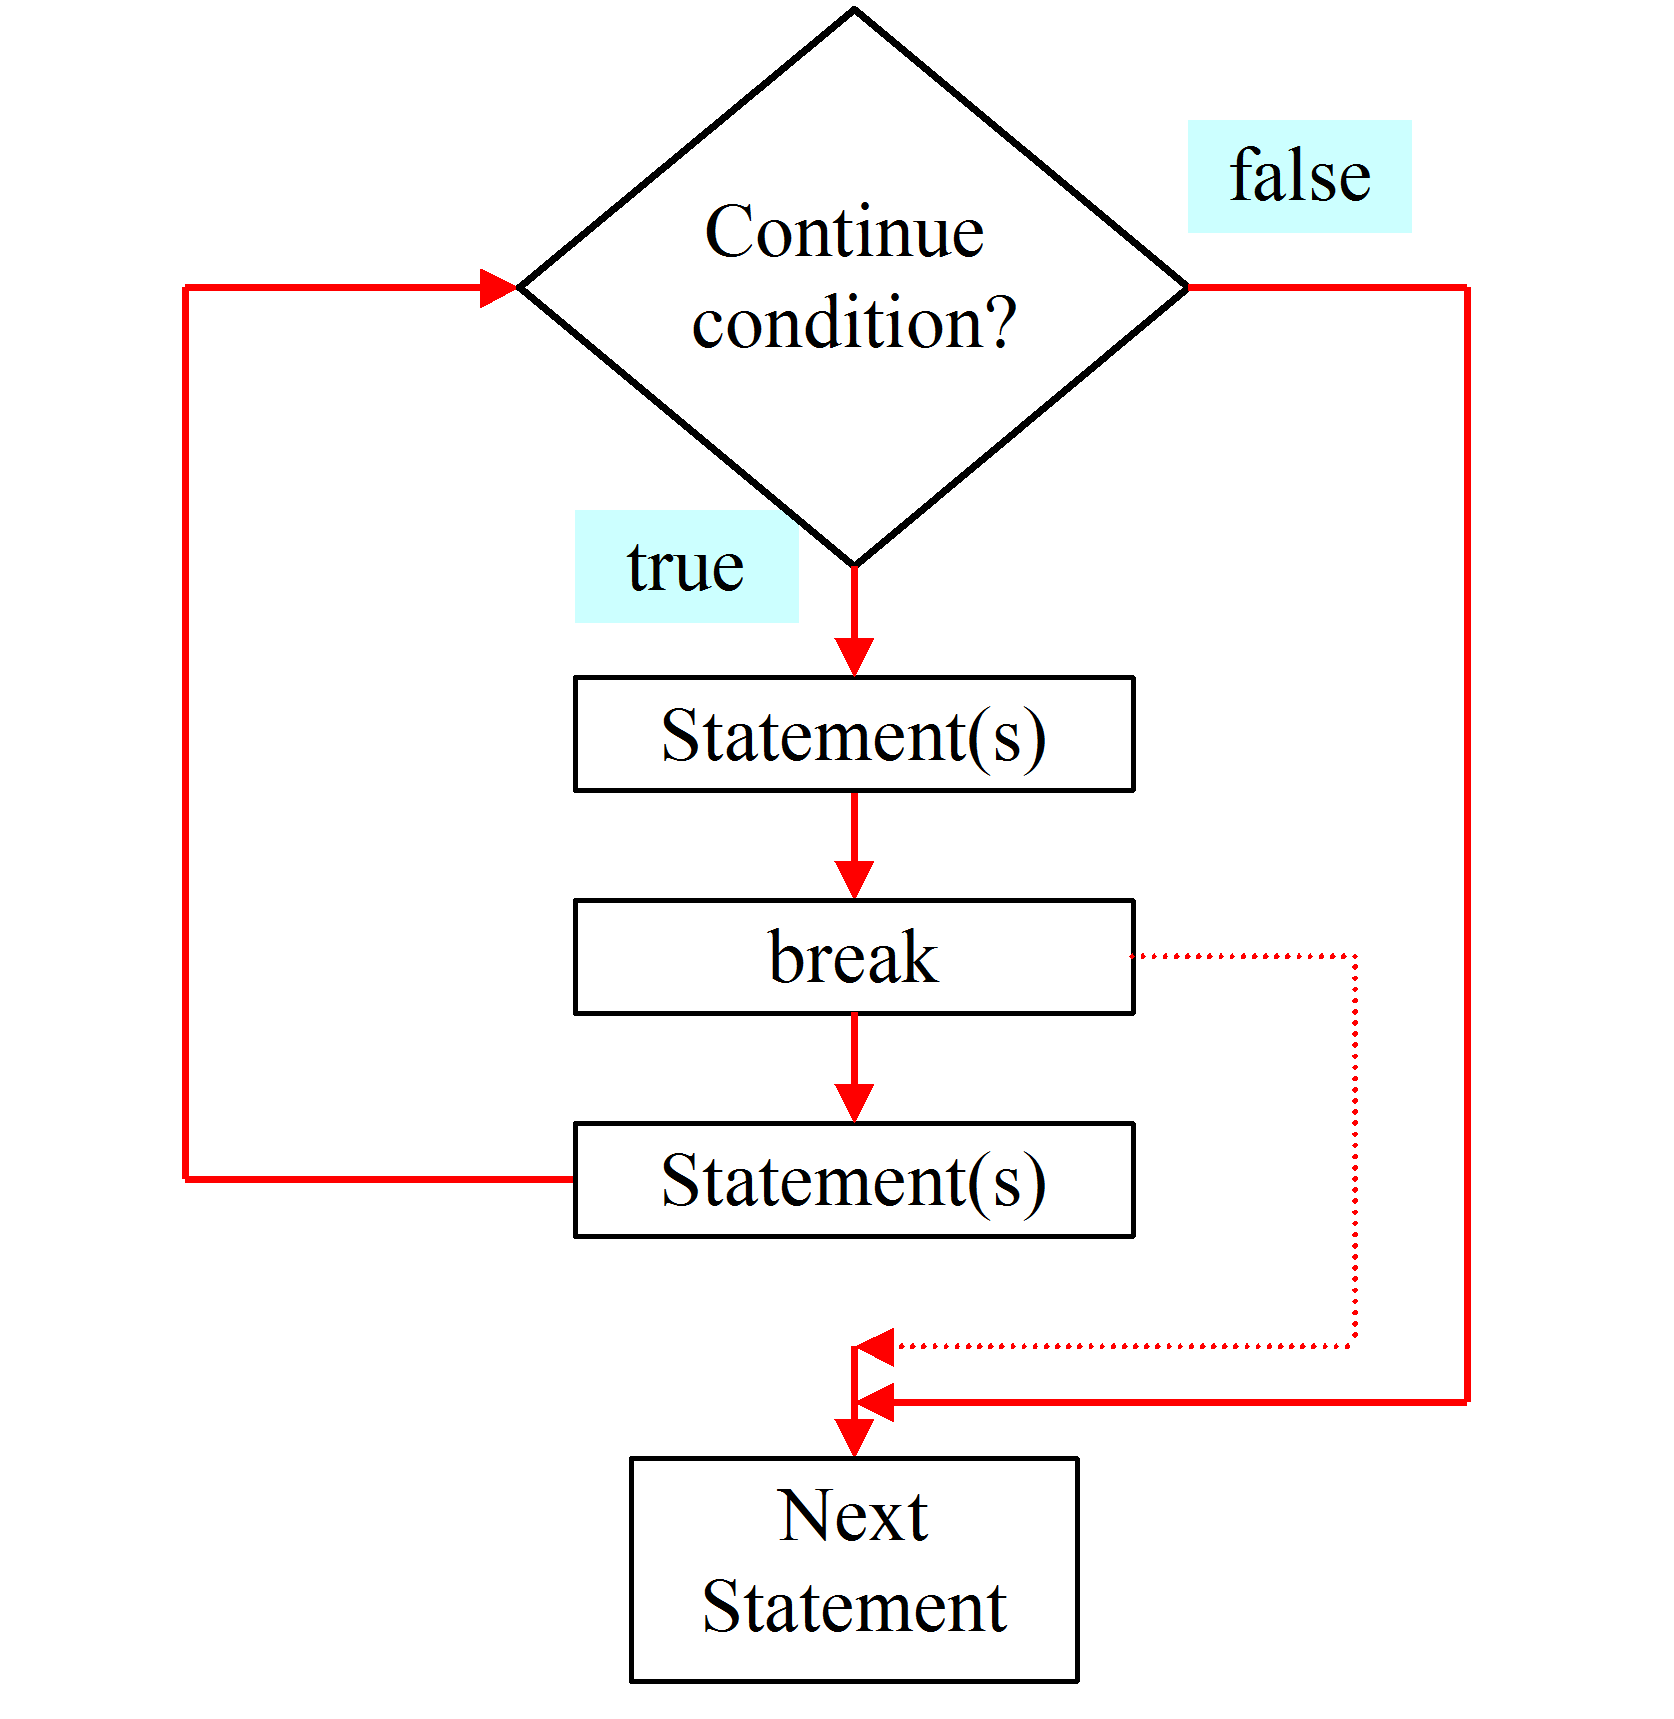 false
Continue
condition?
true
Statement(s)
break
Statement(s)
Next
Statement